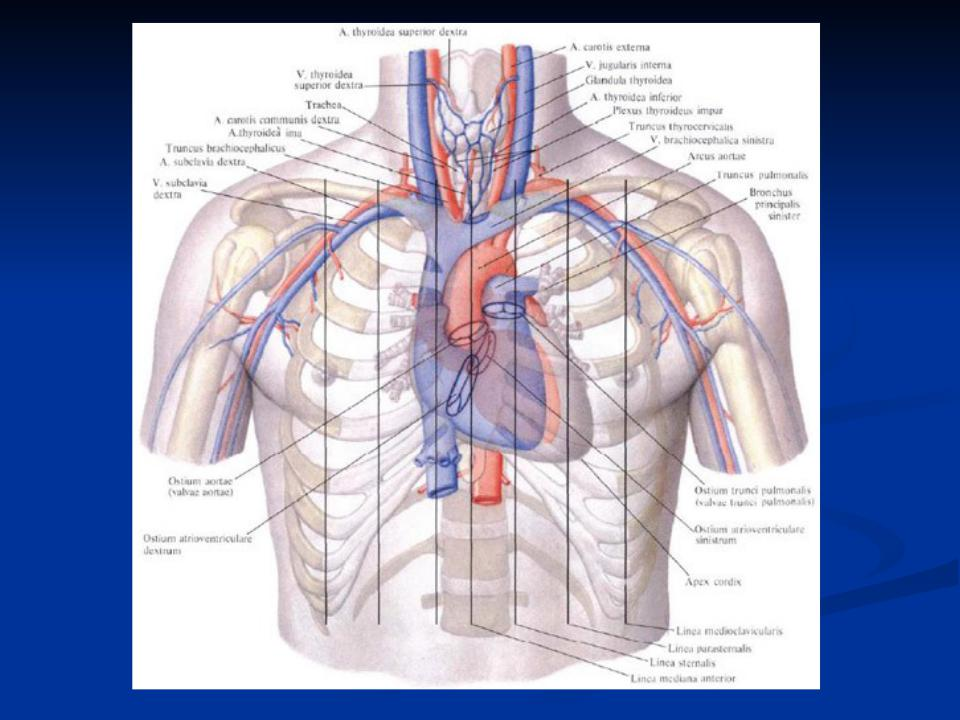 A. thyroidea superior dextra
V. thyroidea
superior dextra
Trachea
A. carotis communis dextra
A.thyroidea ima
Truncus brachiocephalicus
A. subclavia dextra
V. subclavia
dextra
A. carotis externa
V. jugularis interna
Glandula thyroidea
A. thyroidea inferior
Plexus thyroideus impar
Truncus thyrocervicalis
V. brachiocephalica sinistra
Arcus aortae
Truncus pulmonalis
Bronchus
principalis
sinister
Ostium aortae
(valvae aortae)
Ostium atrioventriculare
dextrum
Ostium trunci pulmonalis
(valvae trunci pulmonalis)
Ostium atrioventriculare
sinistrum
Apex cordix
Linea medioclavicularis
Linea parasternalis
Linea sternalis
Linea mediana anterior